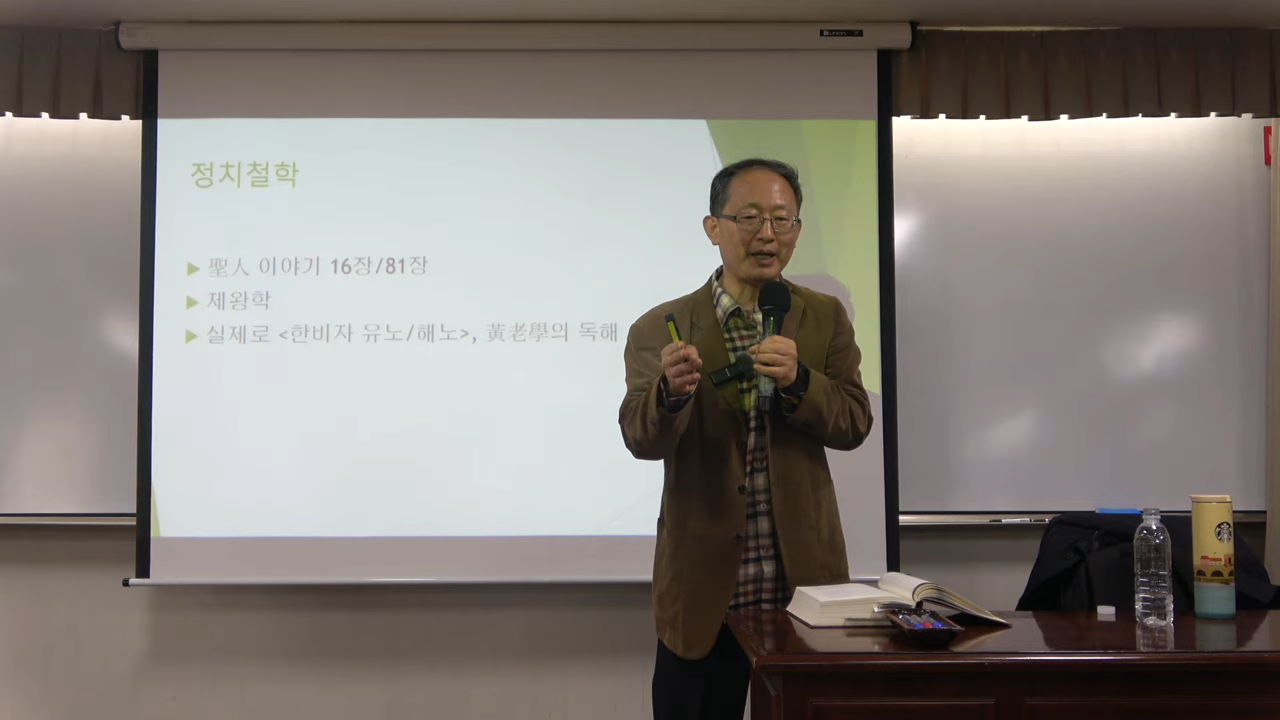 정치철학
聖人 이야기 16장/81장
제왕학
실제로 <한비자 유노/해노>, 黃老學의 독해